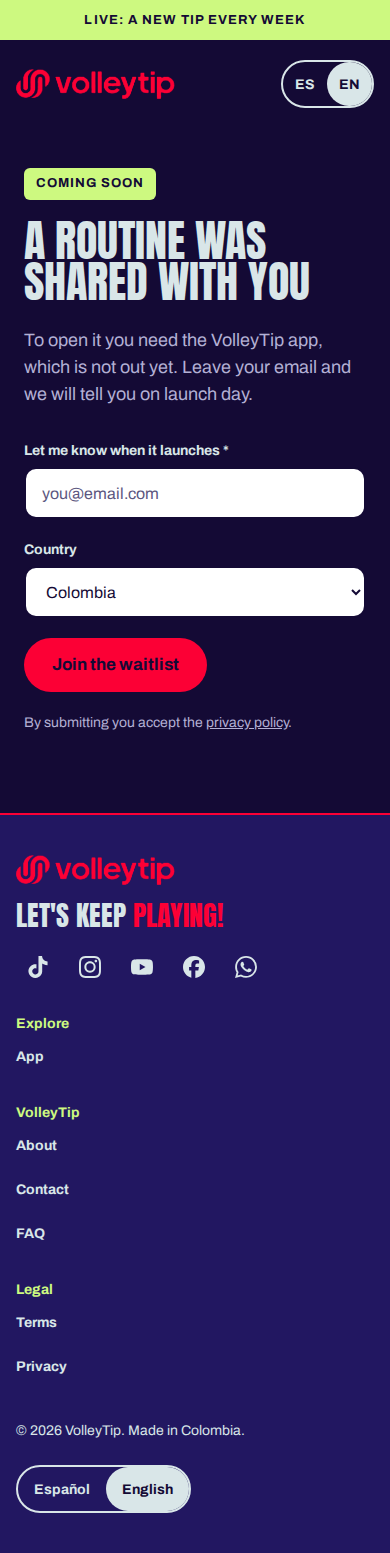 LIVE: A NEW TIP EVERY WEEK
volleytip
ES EN
COMING SOON
A ROUTINE WAS
SHARED WITH YOU
To open it you need the VolleyTip app,
which is not out yet. Leave your email and
we will tell you on launch day.
Let me know when it launches *
you@email.com
Country
Colombia
Join the waitlist
By submitting you accept the privacy policy.
volleytip
LET'S KEEP PLAYING!
Explore
App
VolleyTip
About
Contact
FAQ
Legal
Terms
Privacy
© 2026 VolleyTip. Made in Colombia.
Español English